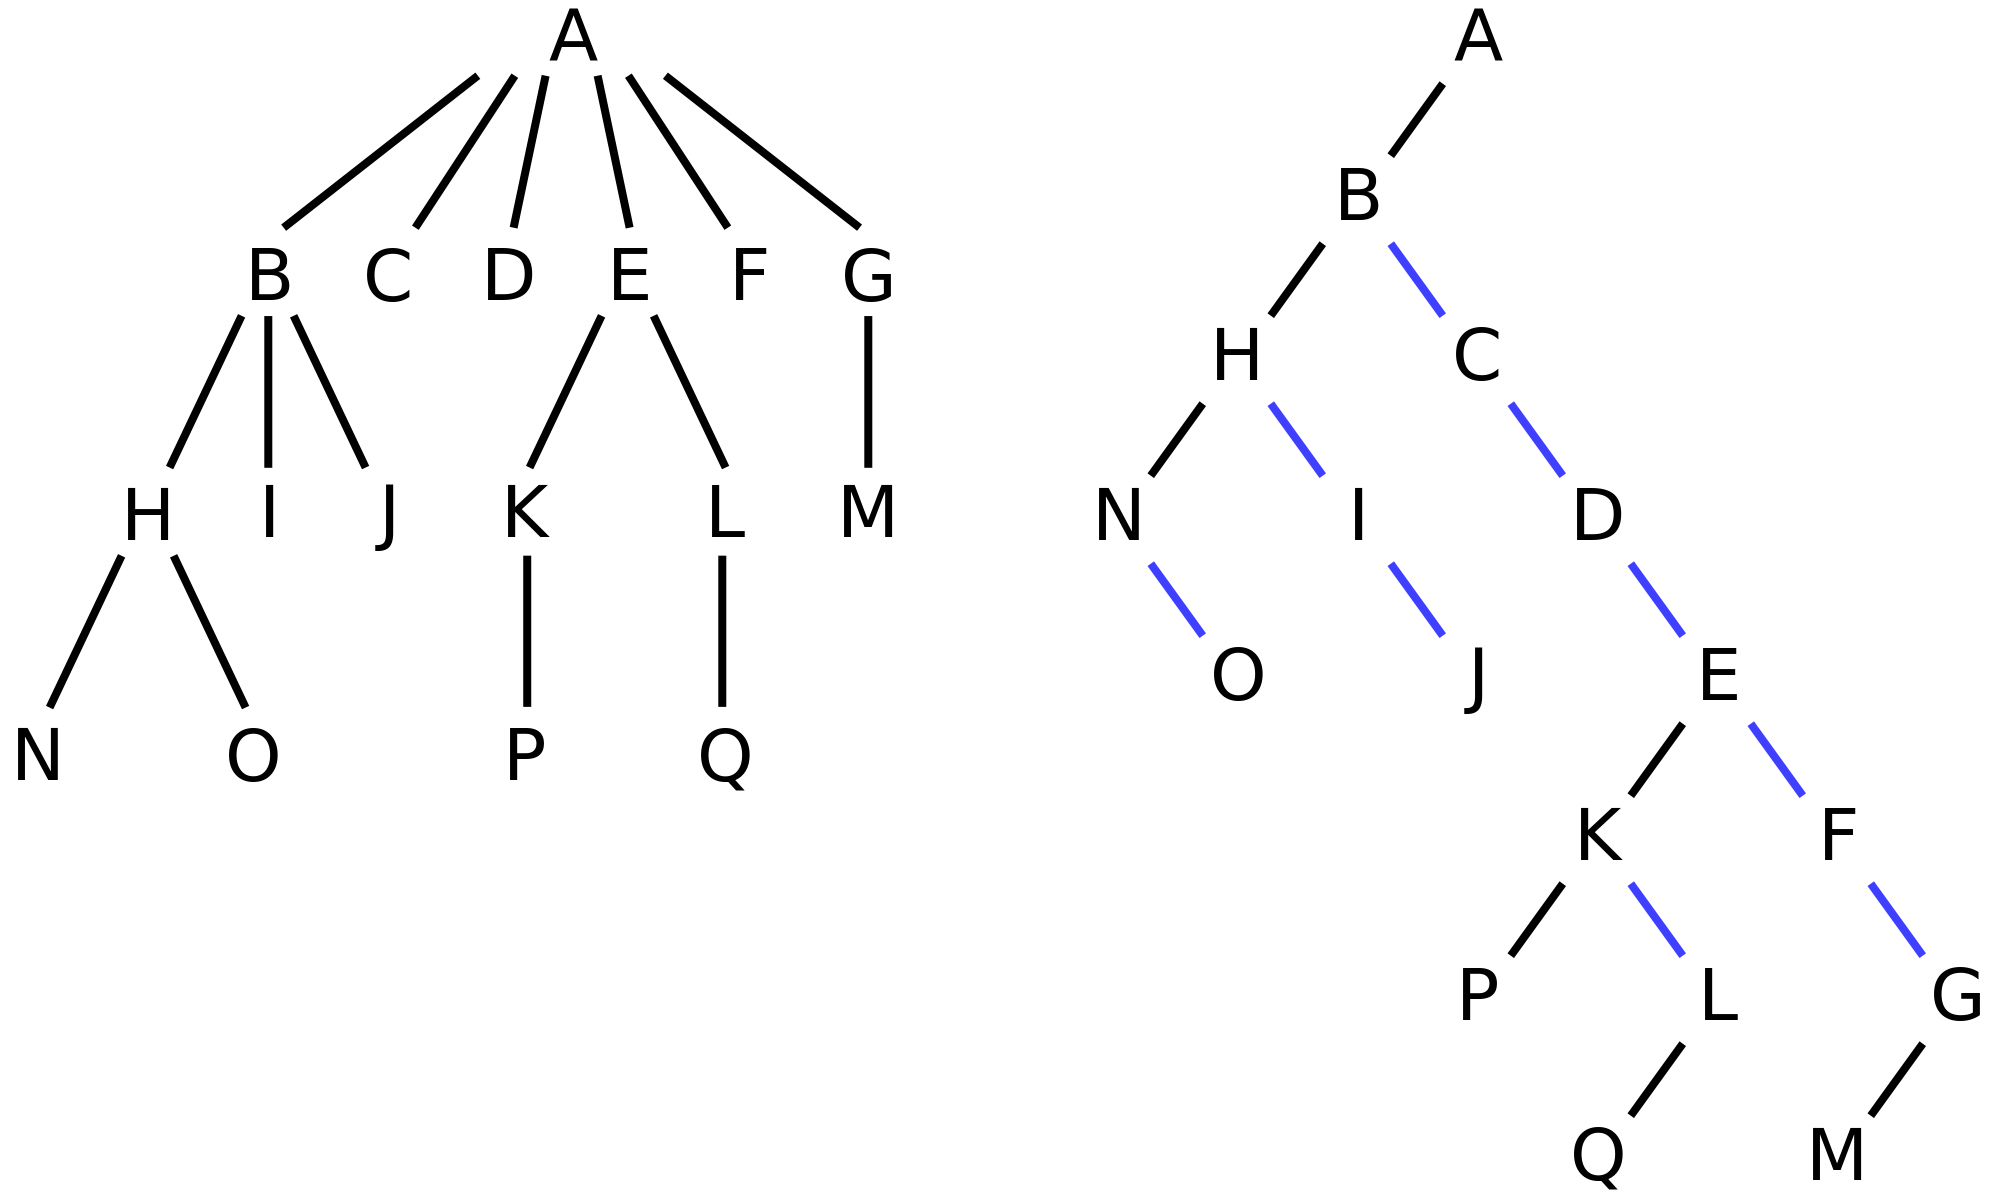 A
B C D E F G
H I J K L M
N O P Q
A
B
H C
N I D
O J E
K F
P L G
Q M